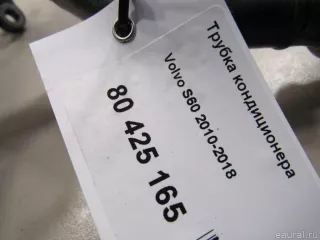 Трубка кондиционера
Volvo S60 2010-2018
80 425 165
eaural.ru